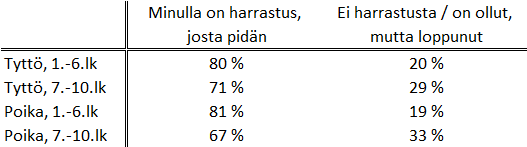 Minulla on harrastus, Ei harrastusta / on ollut,
josta pidän mutta loppunut
Tyttö, 1.-6.lk 80 % 20 %
Tyttö, 7.-10.lk 71 % 29 %
Poika, 1.-6.lk 81 % 19 %
Poika, 7.-10.lk 67 % 33 %